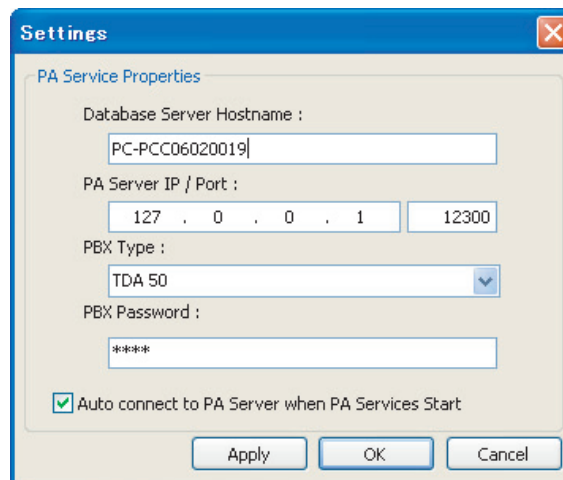 Settings
PA Service Properties
Database Server Hostname :
PC-PCC06020019
PA Server IP / Port :
127 . 0 . 0 . 1 12300
PBX Type :
TDA 50
PBX Password :
****
Auto connect to PA Server when PA Services Start
Apply OK Cancel